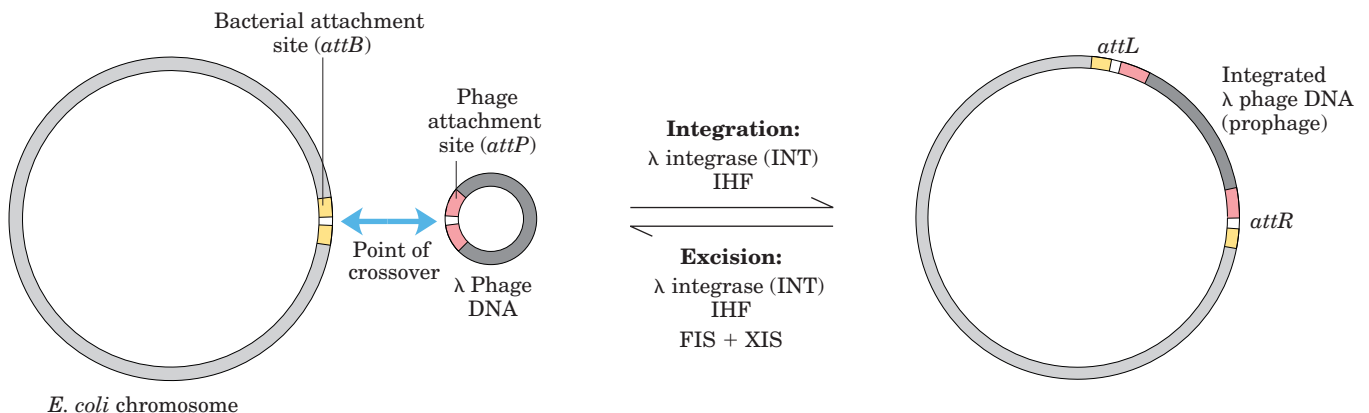 Bacterial attachment
site (attB)
Phage
attachment
site (attP)
Point of
crossover
λ Phage
DNA
E. coli chromosome
Integration:
λ integrase (INT)
IHF
Excision:
λ integrase (INT)
IHF
FIS + XIS
attL
Integrated
λ phage DNA
(prophage)
attR